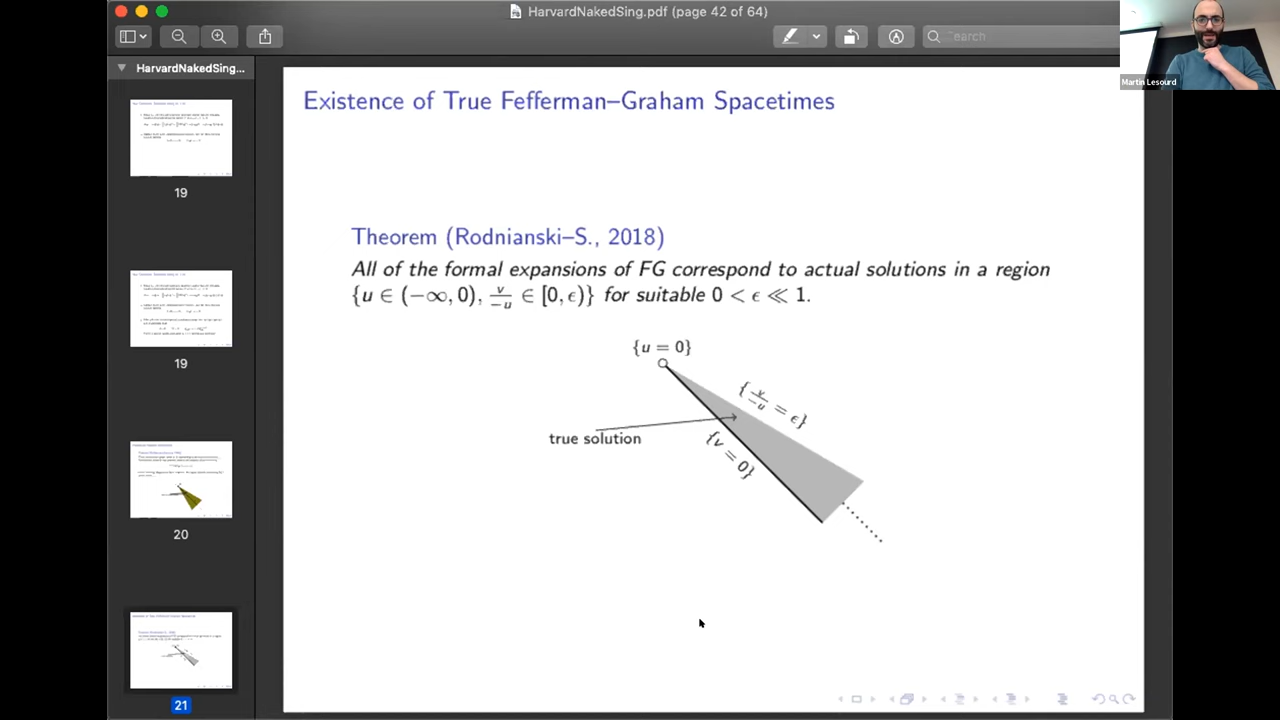 HarvardNakedSing.pdf (page 42 of 64)
Search
Martin Lesourd
HarvardNakedSing...
19
19
20
21
Existence of True Fefferman–Graham Spacetimes
Theorem (Rodnianski–S., 2018)
All of the formal expansions of FG correspond to actual solutions in a region
{u ∈ (−∞, 0), v/−u ∈ [0, ϵ)} for suitable 0 < ϵ ≪ 1.
{u = 0}
{v/−u = ϵ}
true solution
{v = 0}